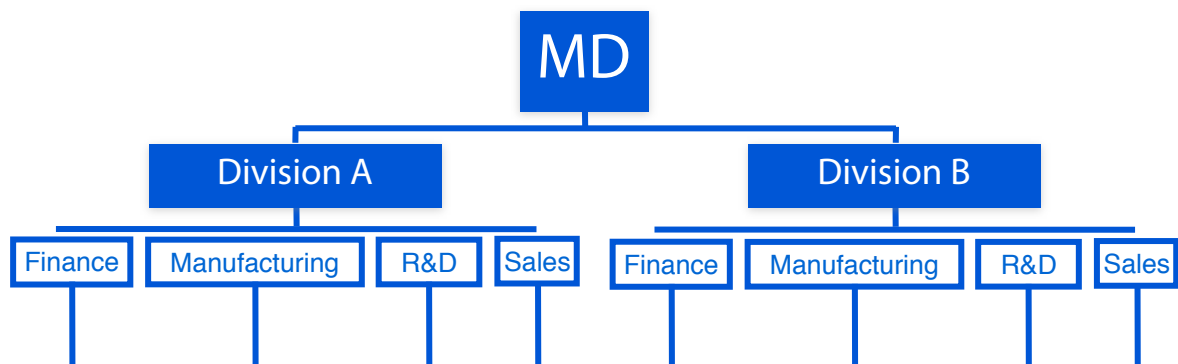 MD
Division A
Division B
Finance
Manufacturing
R&D
Sales
Finance
Manufacturing
R&D
Sales